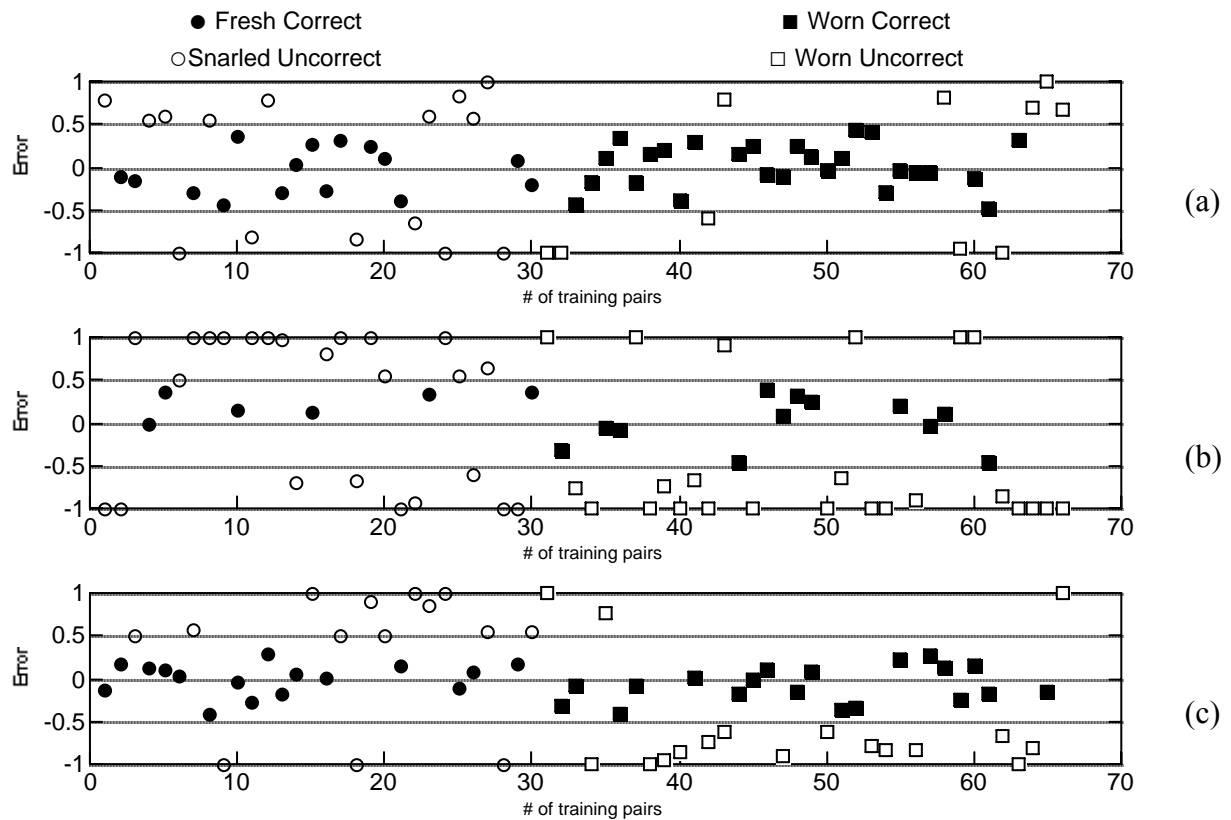 Fresh Correct Worn Correct
Snarled Uncorrect Worn Uncorrect
1
0.5
0
-0.5
-1
Error
0 10 20 30 40 50 60 70
# of training pairs
(a)
1
0.5
0
-0.5
-1
Error
0 10 20 30 40 50 60 70
# of training pairs
(b)
1
0.5
0
-0.5
-1
Error
0 10 20 30 40 50 60 70
# of training pairs
(c)